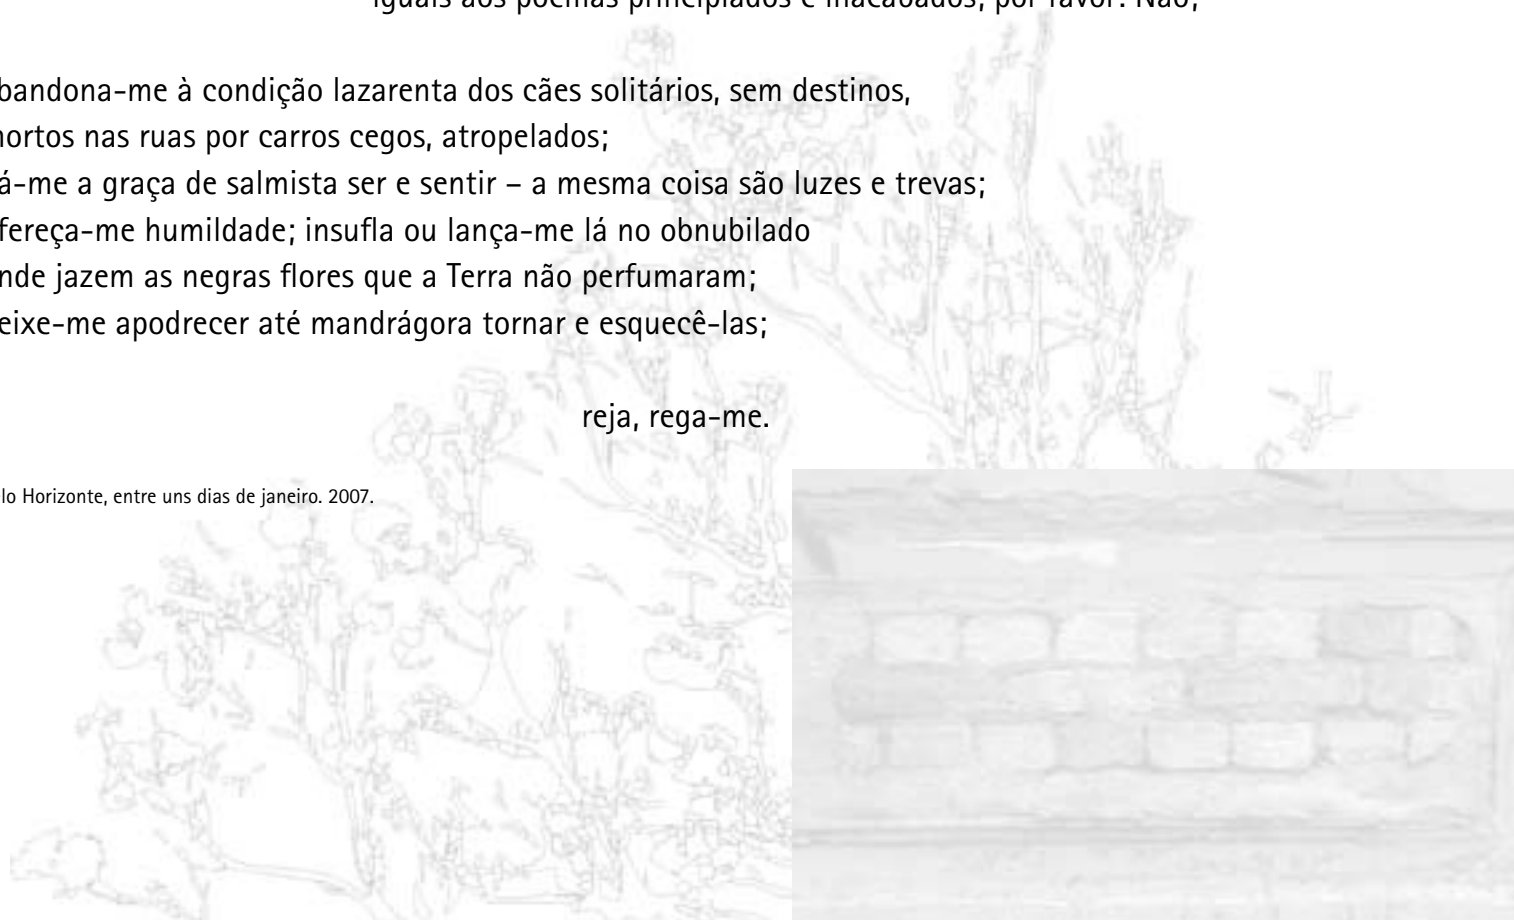 iguais aos poemas principiados e inacabados, por favor. Não,
bandona-me à condição lazarenta dos cães solitários, sem destinos,
ortos nas ruas por carros cegos, atropelados;
á-me a graça de salmista ser e sentir – a mesma coisa são luzes e trevas;
fereça-me humildade; insufla ou lança-me lá no obnubilado
nde jazem as negras flores que a Terra não perfumaram;
eixe-me apodrecer até mandrágora tornar e esquecê-las;
reja, rega-me.
lo Horizonte, entre uns dias de janeiro. 2007.